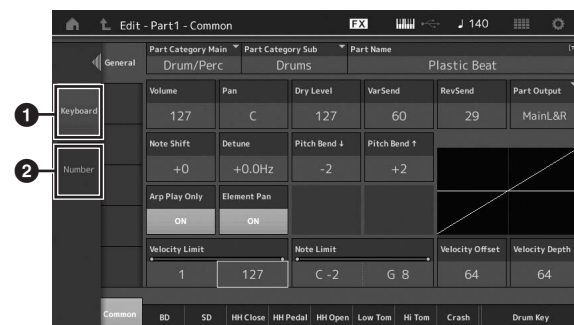 Edit - Part1 - Common FX 140
Part Category Main Part Category Sub Part Name
General Drum/Perc Drums Plastic Beat
Volume Pan Dry Level VarSend RevSend Part Output
1 Keyboard 127 C 127 60 29 MainL&R
Note Shift Detune Pitch Bend ↓ Pitch Bend ↑
2 Number +0 +0.0Hz -2 +2
Arp Play Only Element Pan
ON ON
Velocity Limit Note Limit Velocity Offset Velocity Depth
1 127 C -2 G 8 64 64
Common BD SD HH Close HH Pedal HH Open Low Tom Hi Tom Crash Drum Key